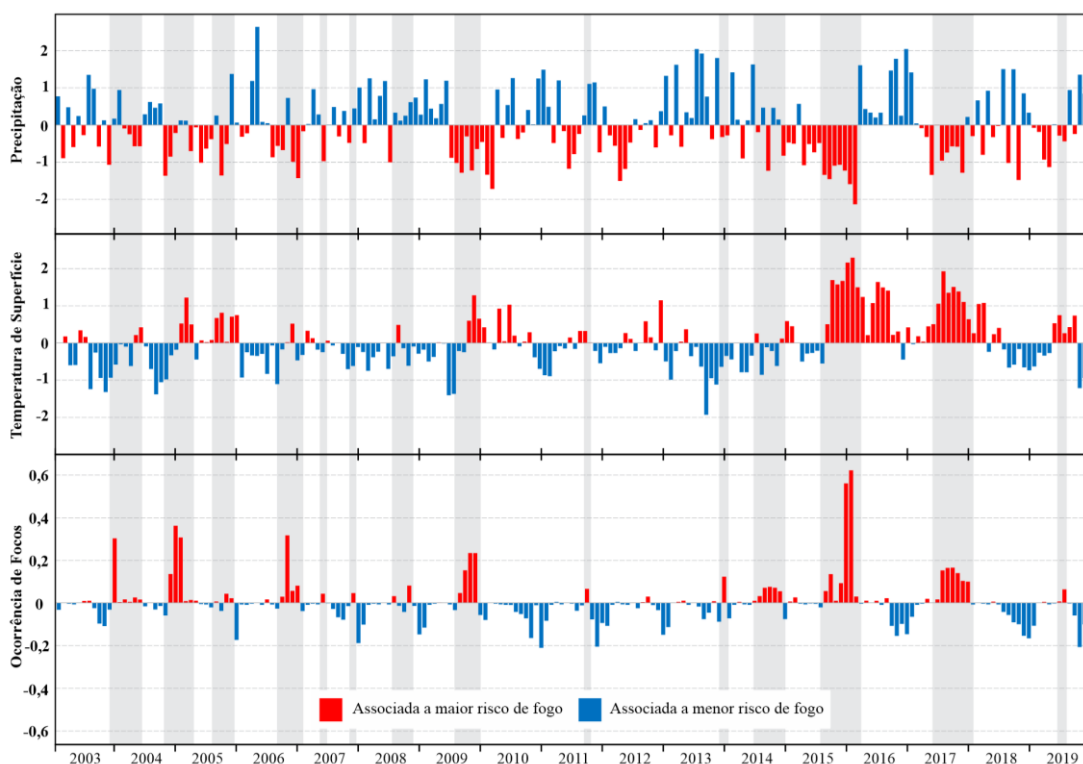 Precipitação
2
1
0
-1
-2
Temperatura de Superfície
2
1
0
-1
-2
Ocorrência de Focos
0,6
0,4
0,2
0
-0,2
-0,4
-0,6
Associada a maior risco de fogo
Associada a menor risco de fogo
2003 2004 2005 2006 2007 2008 2009 2010 2011 2012 2013 2014 2015 2016 2017 2018 2019